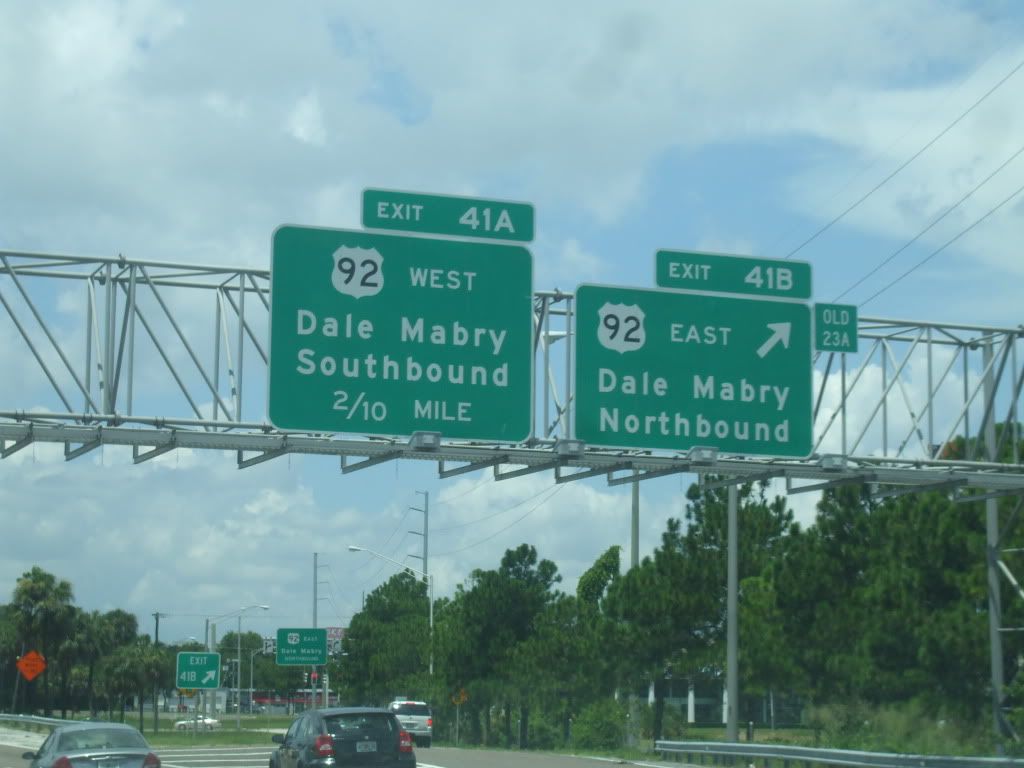 EXIT 41A
92 WEST
Dale Mabry
Southbound
2/10 MILE
EXIT 41B
92 EAST
Dale Mabry
Northbound
OLD
23A
EXIT
41B
92 EAST
Dale Mabry
NORTHBOUND